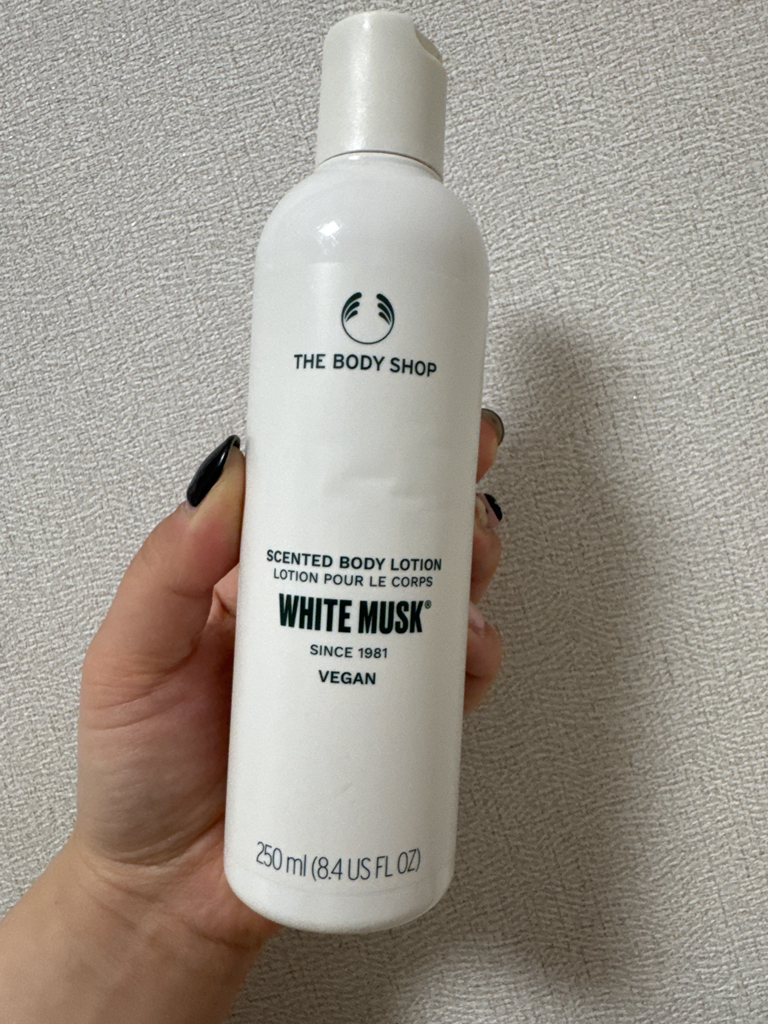 THE BODY SHOP
SCENTED BODY LOTION
LOTION POUR LE CORPS
WHITE MUSK®
SINCE 1981
VEGAN
250 ml (8.4 US FL OZ)